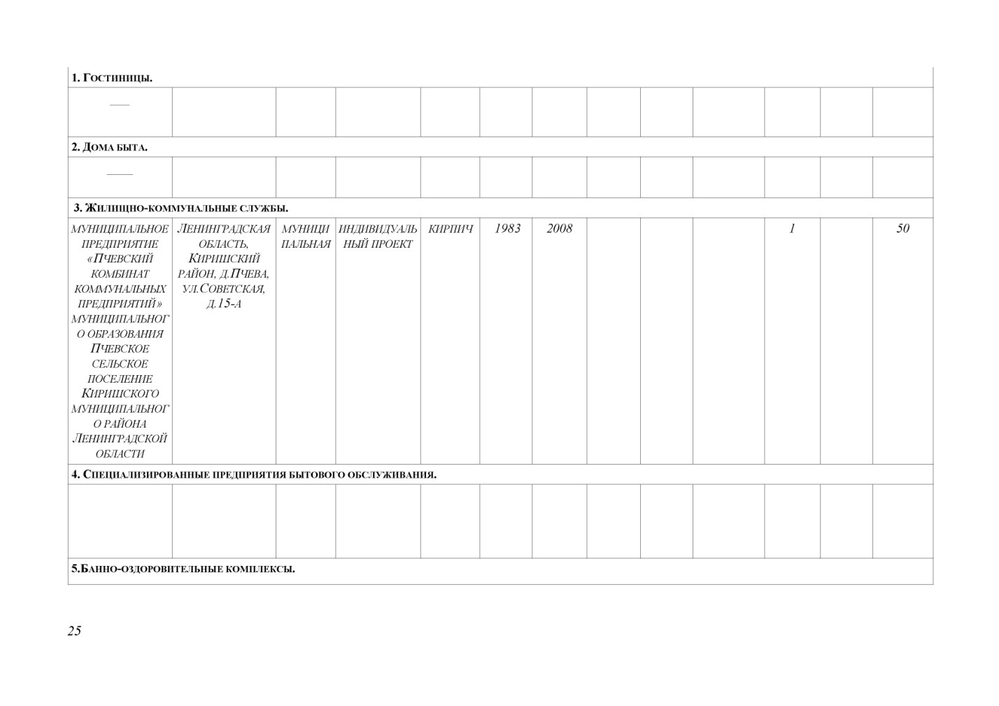 1. Гостиницы.
——
2. Дома быта.
——
3. Жилищно-коммунальные службы.
муниципальное
предприятие
«Пчевский
комбинат
коммунальных
предприятий»
муниципальног
о образования
Пчевское
сельское
поселение
Киришского
муниципальног
о района
Ленинградской
области
Ленинградская
область,
Киришский
район, д.Пчева,
ул.Советская,
д.15-а
муници
пальная
индивидуаль
ный проект
кирпич
1983
2008
1
50
4. Специализированные предприятия бытового обслуживания.
5.Банно-оздоровительные комплексы.
25